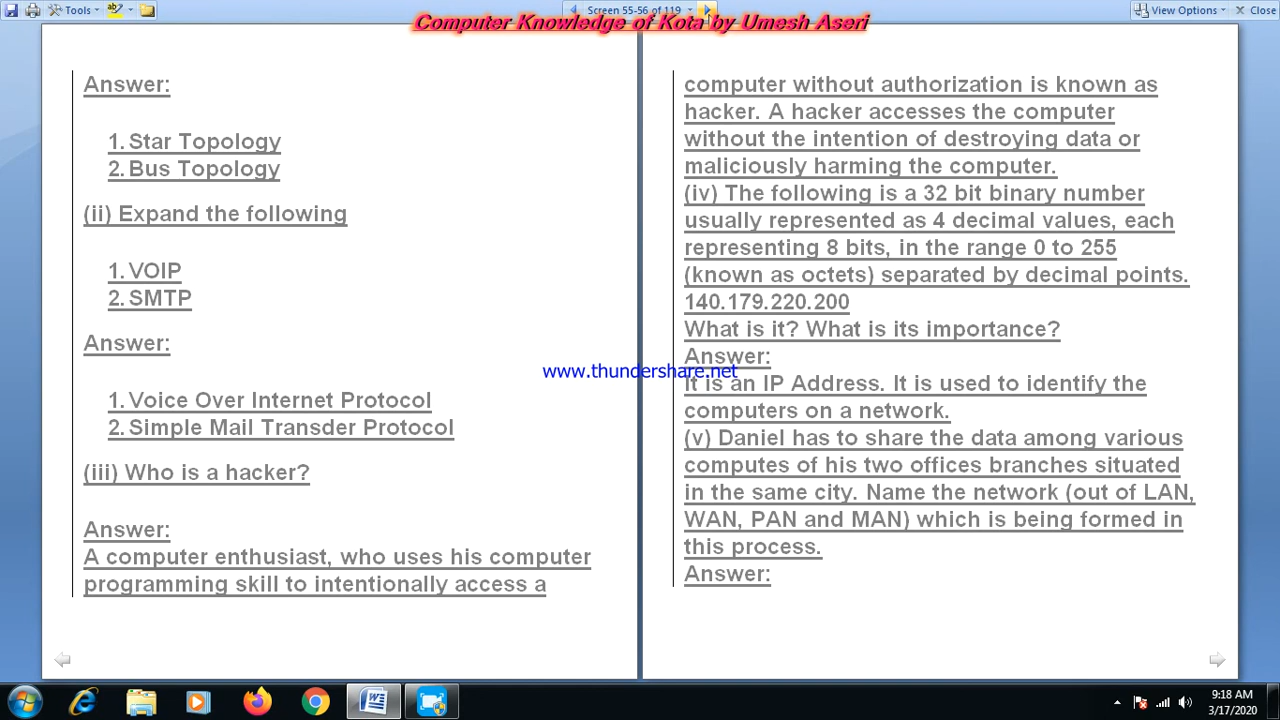 Tools
Screen 55-56 of 119
View Options
Close
Computer Knowledge of Kota by Umesh Aseri
Answer:
1. Star Topology
2. Bus Topology
(ii) Expand the following
1. VOIP
2. SMTP
Answer:
1. Voice Over Internet Protocol
2. Simple Mail Transder Protocol
(iii) Who is a hacker?
Answer:
A computer enthusiast, who uses his computer
programming skill to intentionally access a
computer without authorization is known as
hacker. A hacker accesses the computer
without the intention of destroying data or
maliciously harming the computer.
(iv) The following is a 32 bit binary number
usually represented as 4 decimal values, each
representing 8 bits, in the range 0 to 255
(known as octets) separated by decimal points.
140.179.220.200
What is it? What is its importance?
Answer:
www.thundershare.net
It is an IP Address. It is used to identify the
computers on a network.
(v) Daniel has to share the data among various
computes of his two offices branches situated
in the same city. Name the network (out of LAN,
WAN, PAN and MAN) which is being formed in
this process.
Answer:
9:18 AM
3/17/2020